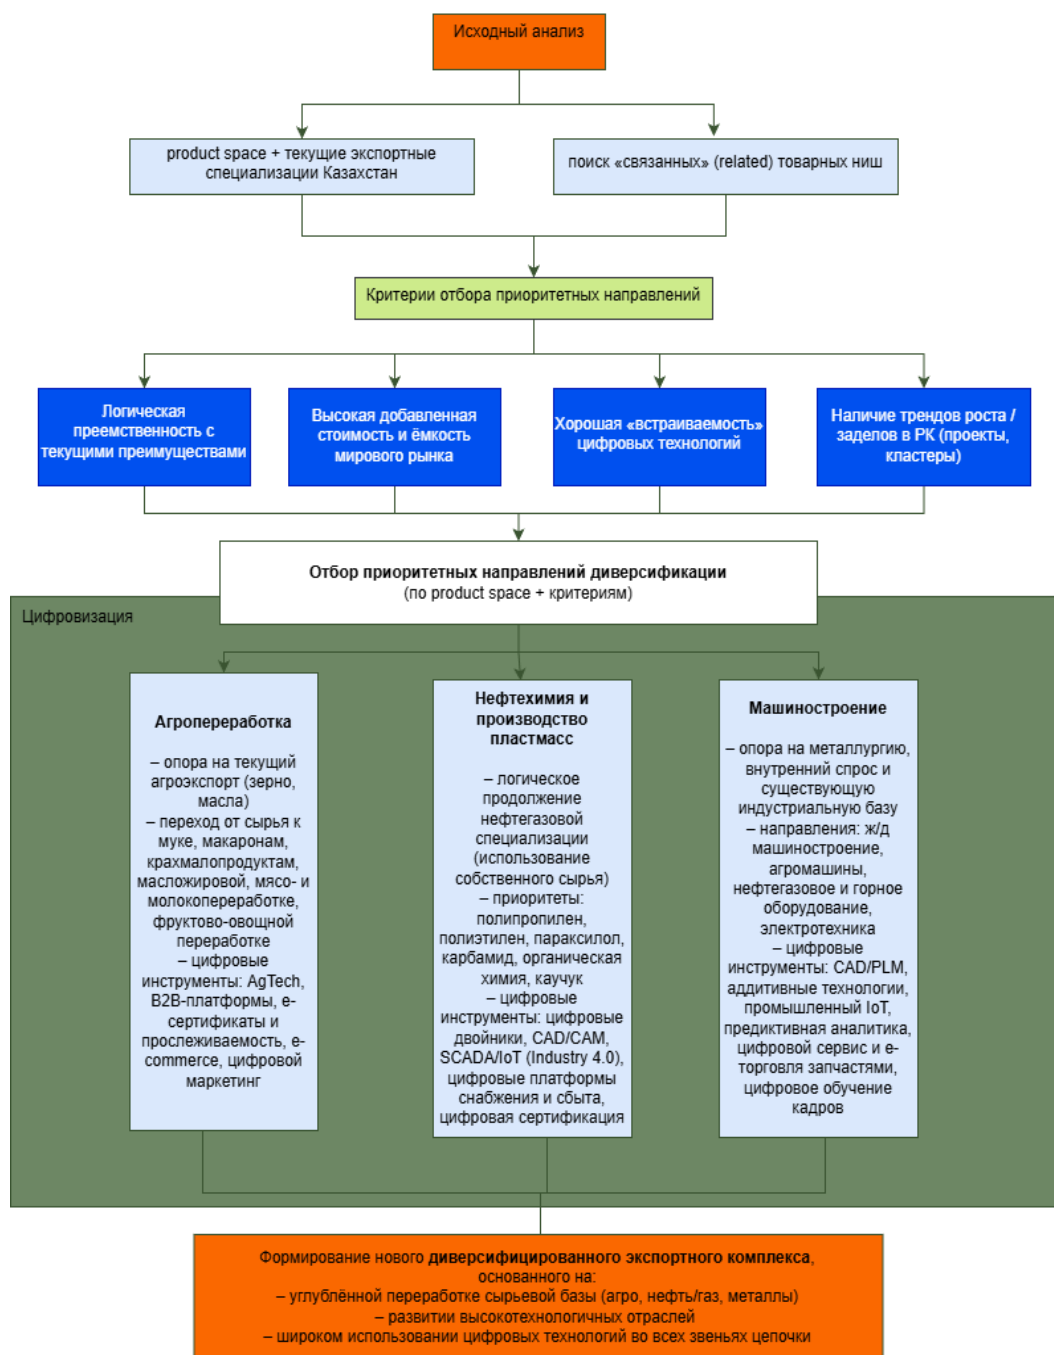 Исходный анализ
product space + текущие экспортные
специализации Казахстан
поиск «связанных» (related) товарных ниш
Критерии отбора приоритетных направлений
Логическая
преемственность с
текущими преимуществами
Высокая добавленная
стоимость и ёмкость
мирового рынка
Хорошая «встраиваемость»
цифровых технологий
Наличие трендов роста /
заделов в РК (проекты,
кластеры)
Отбор приоритетных направлений диверсификации
(по product space + критериям)
Цифровизация
Агропереработка
– опора на текущий
агроэкспорт (зерно,
масла)
– переход от сырья к
муке, макаронам,
крахмалопродуктам,
масложировой, мясо- и
молокопереработке,
фруктово-овощной
переработке
– цифровые
инструменты: AgTech,
B2B-платформы, е-
сертификаты и
прослеживаемость, e-
commerce, цифровой
маркетинг
Нефтехимия и
производство
пластмасс
– логическое
продолжение
нефтегазовой
специализации
(использование
собственного сырья)
– приоритеты:
полипропилен,
полиэтилен, параксилол,
карбамид, органическая
химия, каучук
– цифровые
инструменты: цифровые
двойники, CAD/CAM,
SCADA/IoT (Industry 4.0),
цифровые платформы
снабжения и сбыта,
цифровая сертификация
Машиностроение
– опора на металлургию,
внутренний спрос и
существующую
индустриальную базу
– направления: ж/д
машиностроение,
агромашины,
нефтегазовое и горное
оборудование,
электротехника
– цифровые
инструменты: CAD/PLM,
аддитивные технологии,
промышленный IoT,
предиктивная аналитика,
цифровой сервис и е-
торговля запчастями,
цифровое обучение
кадров
Формирование нового диверсифицированного экспортного комплекса,
основанного на:
– углублённой переработке сырьевой базы (агро, нефть/газ, металлы)
– развитии высокотехнологичных отраслей
– широком использовании цифровых технологий во всех звеньях цепочки